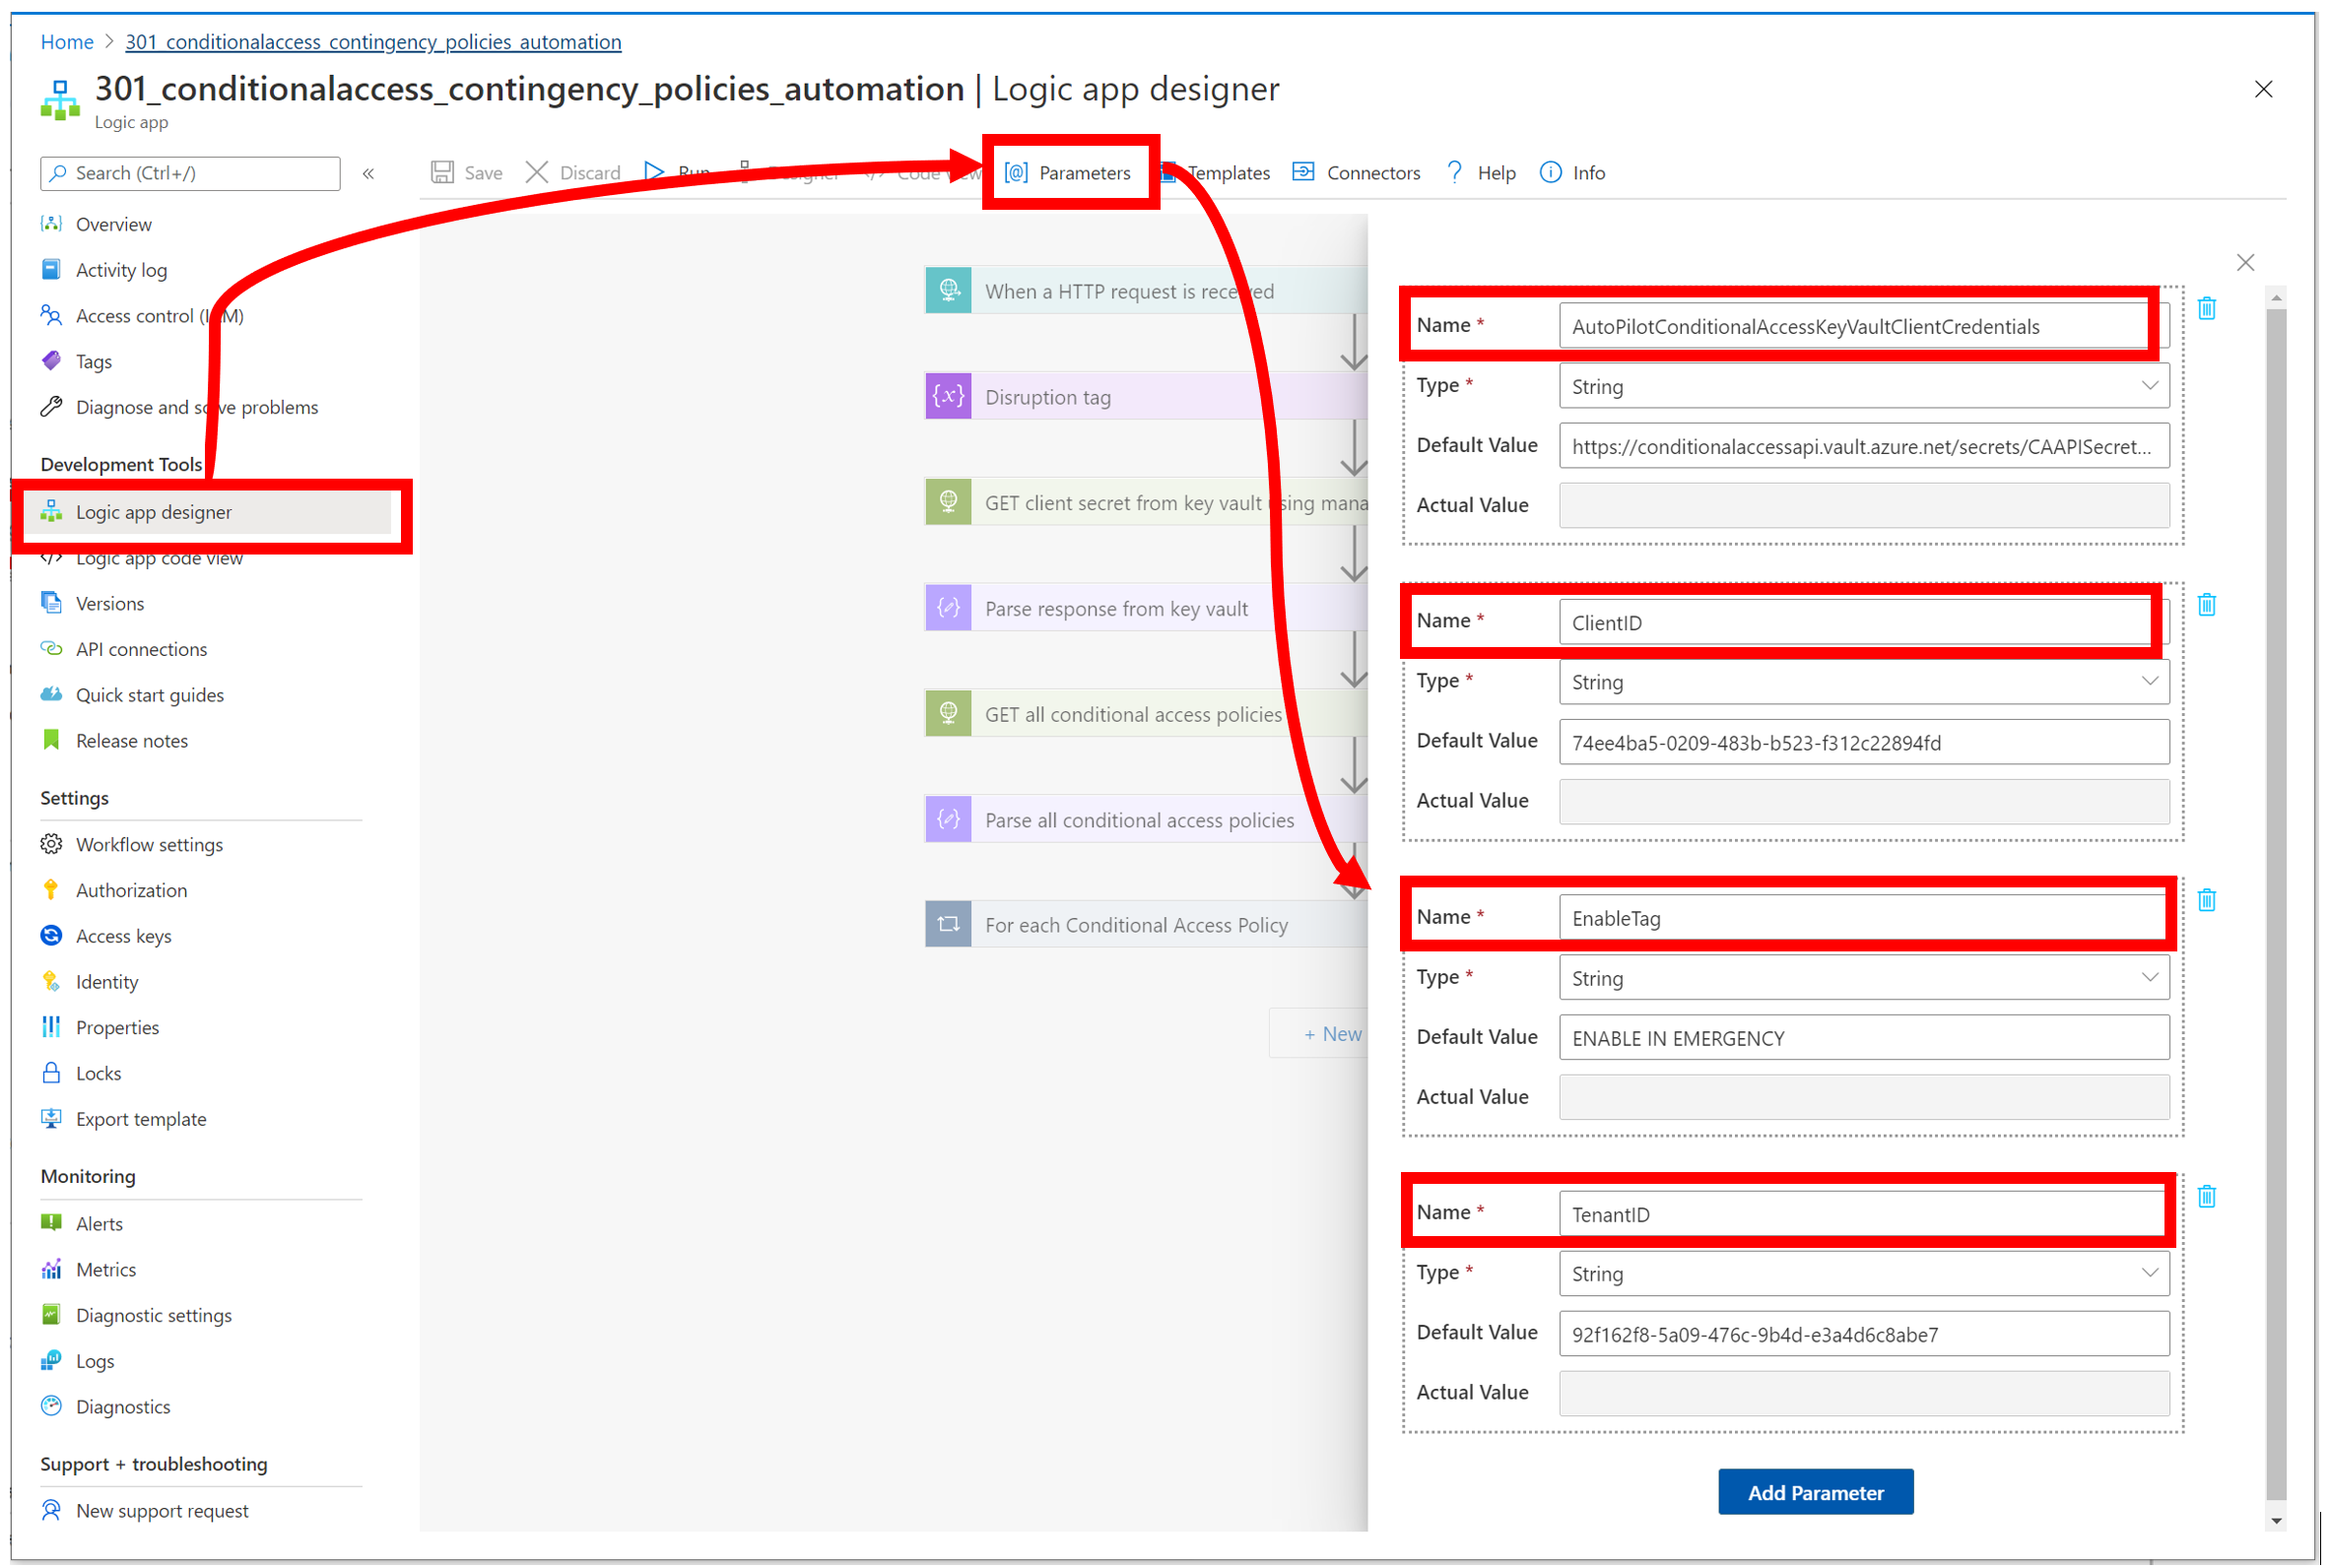 Home > 301_conditionalaccess_contingency_policies_automation
301_conditionalaccess_contingency_policies_automation | Logic app designer
Logic app
Search (Ctrl+/)
«
Save
Discard
Run
Designer
Code view
[@] Parameters
Templates
Connectors
? Help
Info
Overview
Activity log
Access control (IAM)
Tags
Diagnose and solve problems
Development Tools
Logic app designer
Logic app code view
Versions
API connections
Quick start guides
Release notes
Settings
Workflow settings
Authorization
Access keys
Identity
Properties
Locks
Export template
Monitoring
Alerts
Metrics
Diagnostic settings
Logs
Diagnostics
Support + troubleshooting
New support request
When a HTTP request is received
{x} Disruption tag
GET client secret from key vault using mana
Parse response from key vault
GET all conditional access policies
Parse all conditional access policies
For each Conditional Access Policy
+ New
Name * AutoPilotConditionalAccessKeyVaultClientCredentials
Type * String
Default Value https://conditionalaccessapi.vault.azure.net/secrets/CAAPISecret...
Actual Value
Name * ClientID
Type * String
Default Value 74ee4ba5-0209-483b-b523-f312c22894fd
Actual Value
Name * EnableTag
Type * String
Default Value ENABLE IN EMERGENCY
Actual Value
Name * TenantID
Type * String
Default Value 92f162f8-5a09-476c-9b4d-e3a4d6c8abe7
Actual Value
Add Parameter